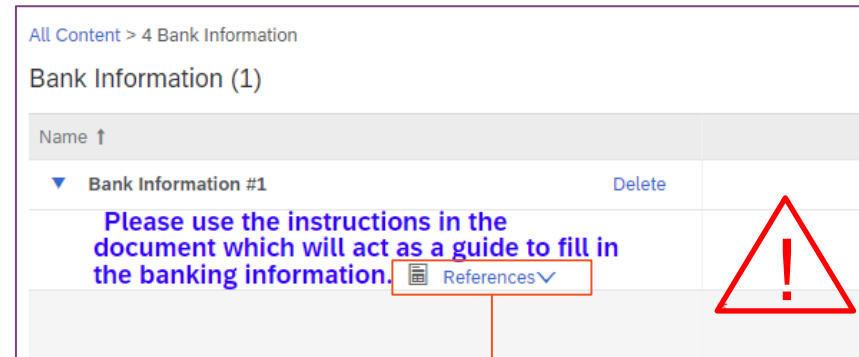 All Content > 4 Bank Information
Bank Information (1)
Name ↑
▼ Bank Information #1 Delete
Please use the instructions in the
document which will act as a guide to fill in
the banking information. References
!